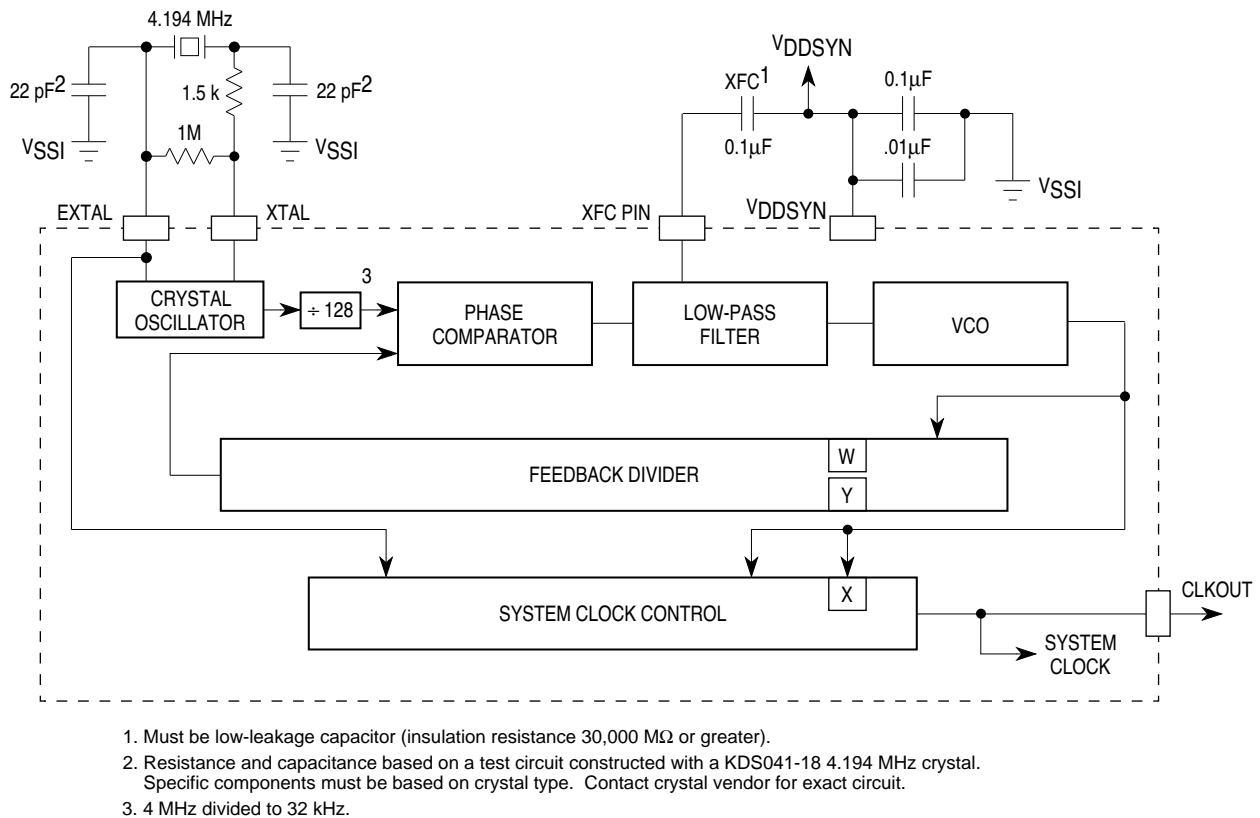 4.194 MHz
22 pF2
1.5 k
22 pF2
VSSI
1M
VSSI
VDDSYN
XFC1
0.1µF
0.1µF
.01µF
VSSI
EXTAL
XTAL
XFC PIN
VDDSYN
CRYSTAL
OSCILLATOR
÷ 128
3
PHASE
COMPARATOR
LOW-PASS
FILTER
VCO
FEEDBACK DIVIDER
W
Y
SYSTEM CLOCK CONTROL
X
CLKOUT
SYSTEM
CLOCK
1. Must be low-leakage capacitor (insulation resistance 30,000 MΩ or greater).
2. Resistance and capacitance based on a test circuit constructed with a KDS041-18 4.194 MHz crystal.
Specific components must be based on crystal type.  Contact crystal vendor for exact circuit.
3. 4 MHz divided to 32 kHz.